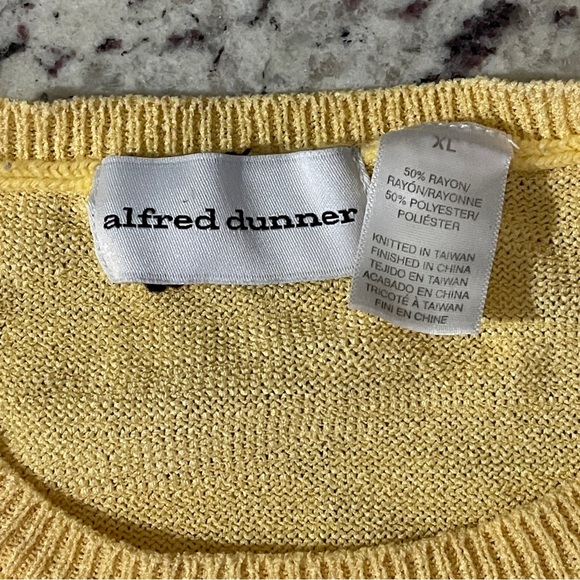 alfred dunner
XL
50% RAYON/
RAYÓN/RAYONNE
50% POLYESTER/
POLIÉSTER
KNITTED IN TAIWAN
FINISHED IN CHINA
TEJIDO EN TAIWAN
ACABADO EN CHINA
TRICOTÉ À TAIWAN
FINI EN CHINE